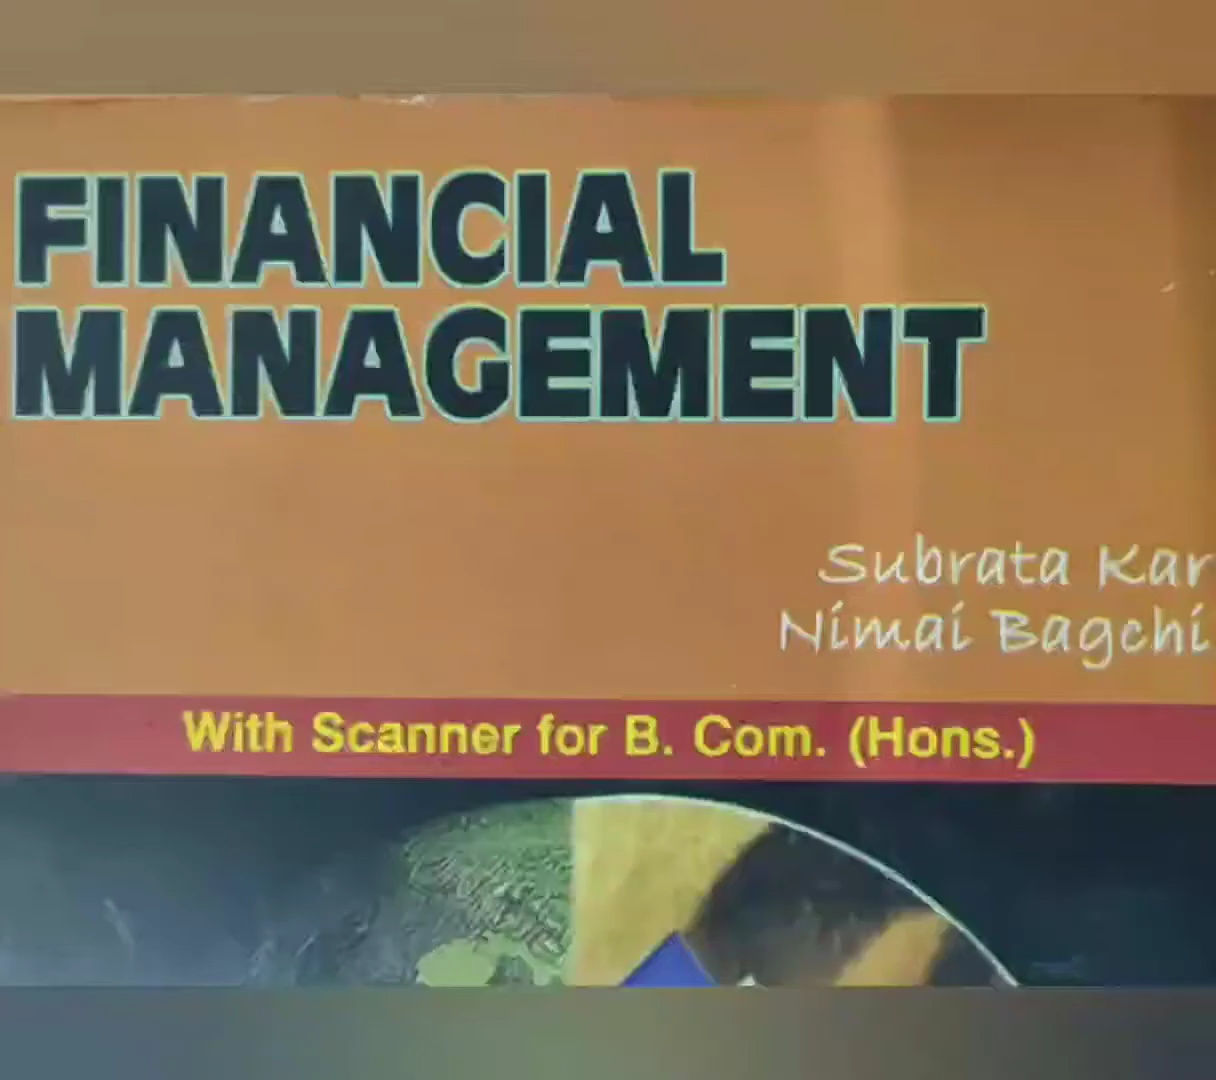 FINANCIAL
MANAGEMENT
Subrata Kar
Nimai Bagchi
With Scanner for B. Com. (Hons.)